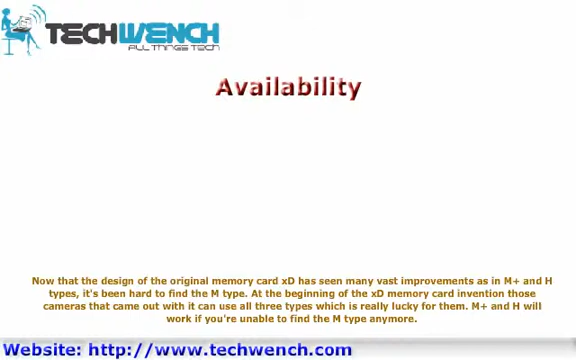 TECHWENCH
ALL THINGS TECH
Availability
Now that the design of the original memory card xD has seen many vast improvements as in M+ and H
types, it's been hard to find the M type. At the beginning of the xD memory card invention those
cameras that came out with it can use all three types which is really lucky for them. M+ and H will
work if you're unable to find the M type anymore.
Website: http://www.techwench.com